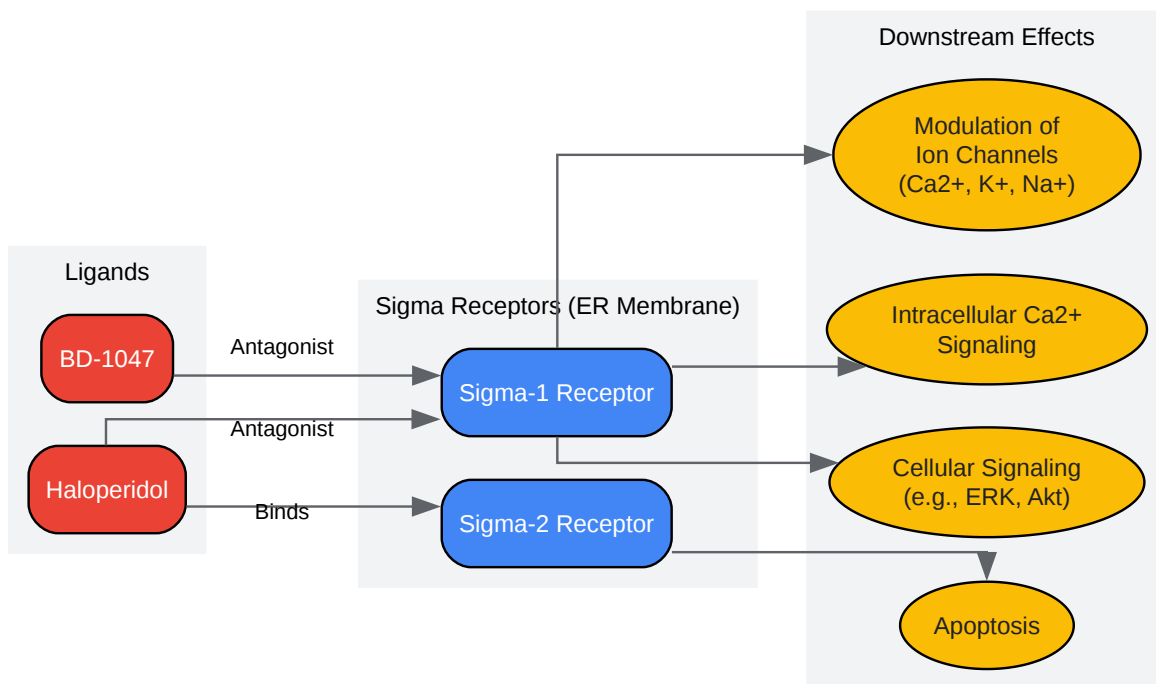 Downstream Effects
Modulation of
Ion Channels
(Ca2+, K+, Na+)
Ligands
Sigma Receptors (ER Membrane)
Intracellular Ca2+
Signaling
BD-1047
Antagonist
Sigma-1 Receptor
Antagonist
Cellular Signaling
(e.g., ERK, Akt)
Haloperidol
Binds
Sigma-2 Receptor
Apoptosis